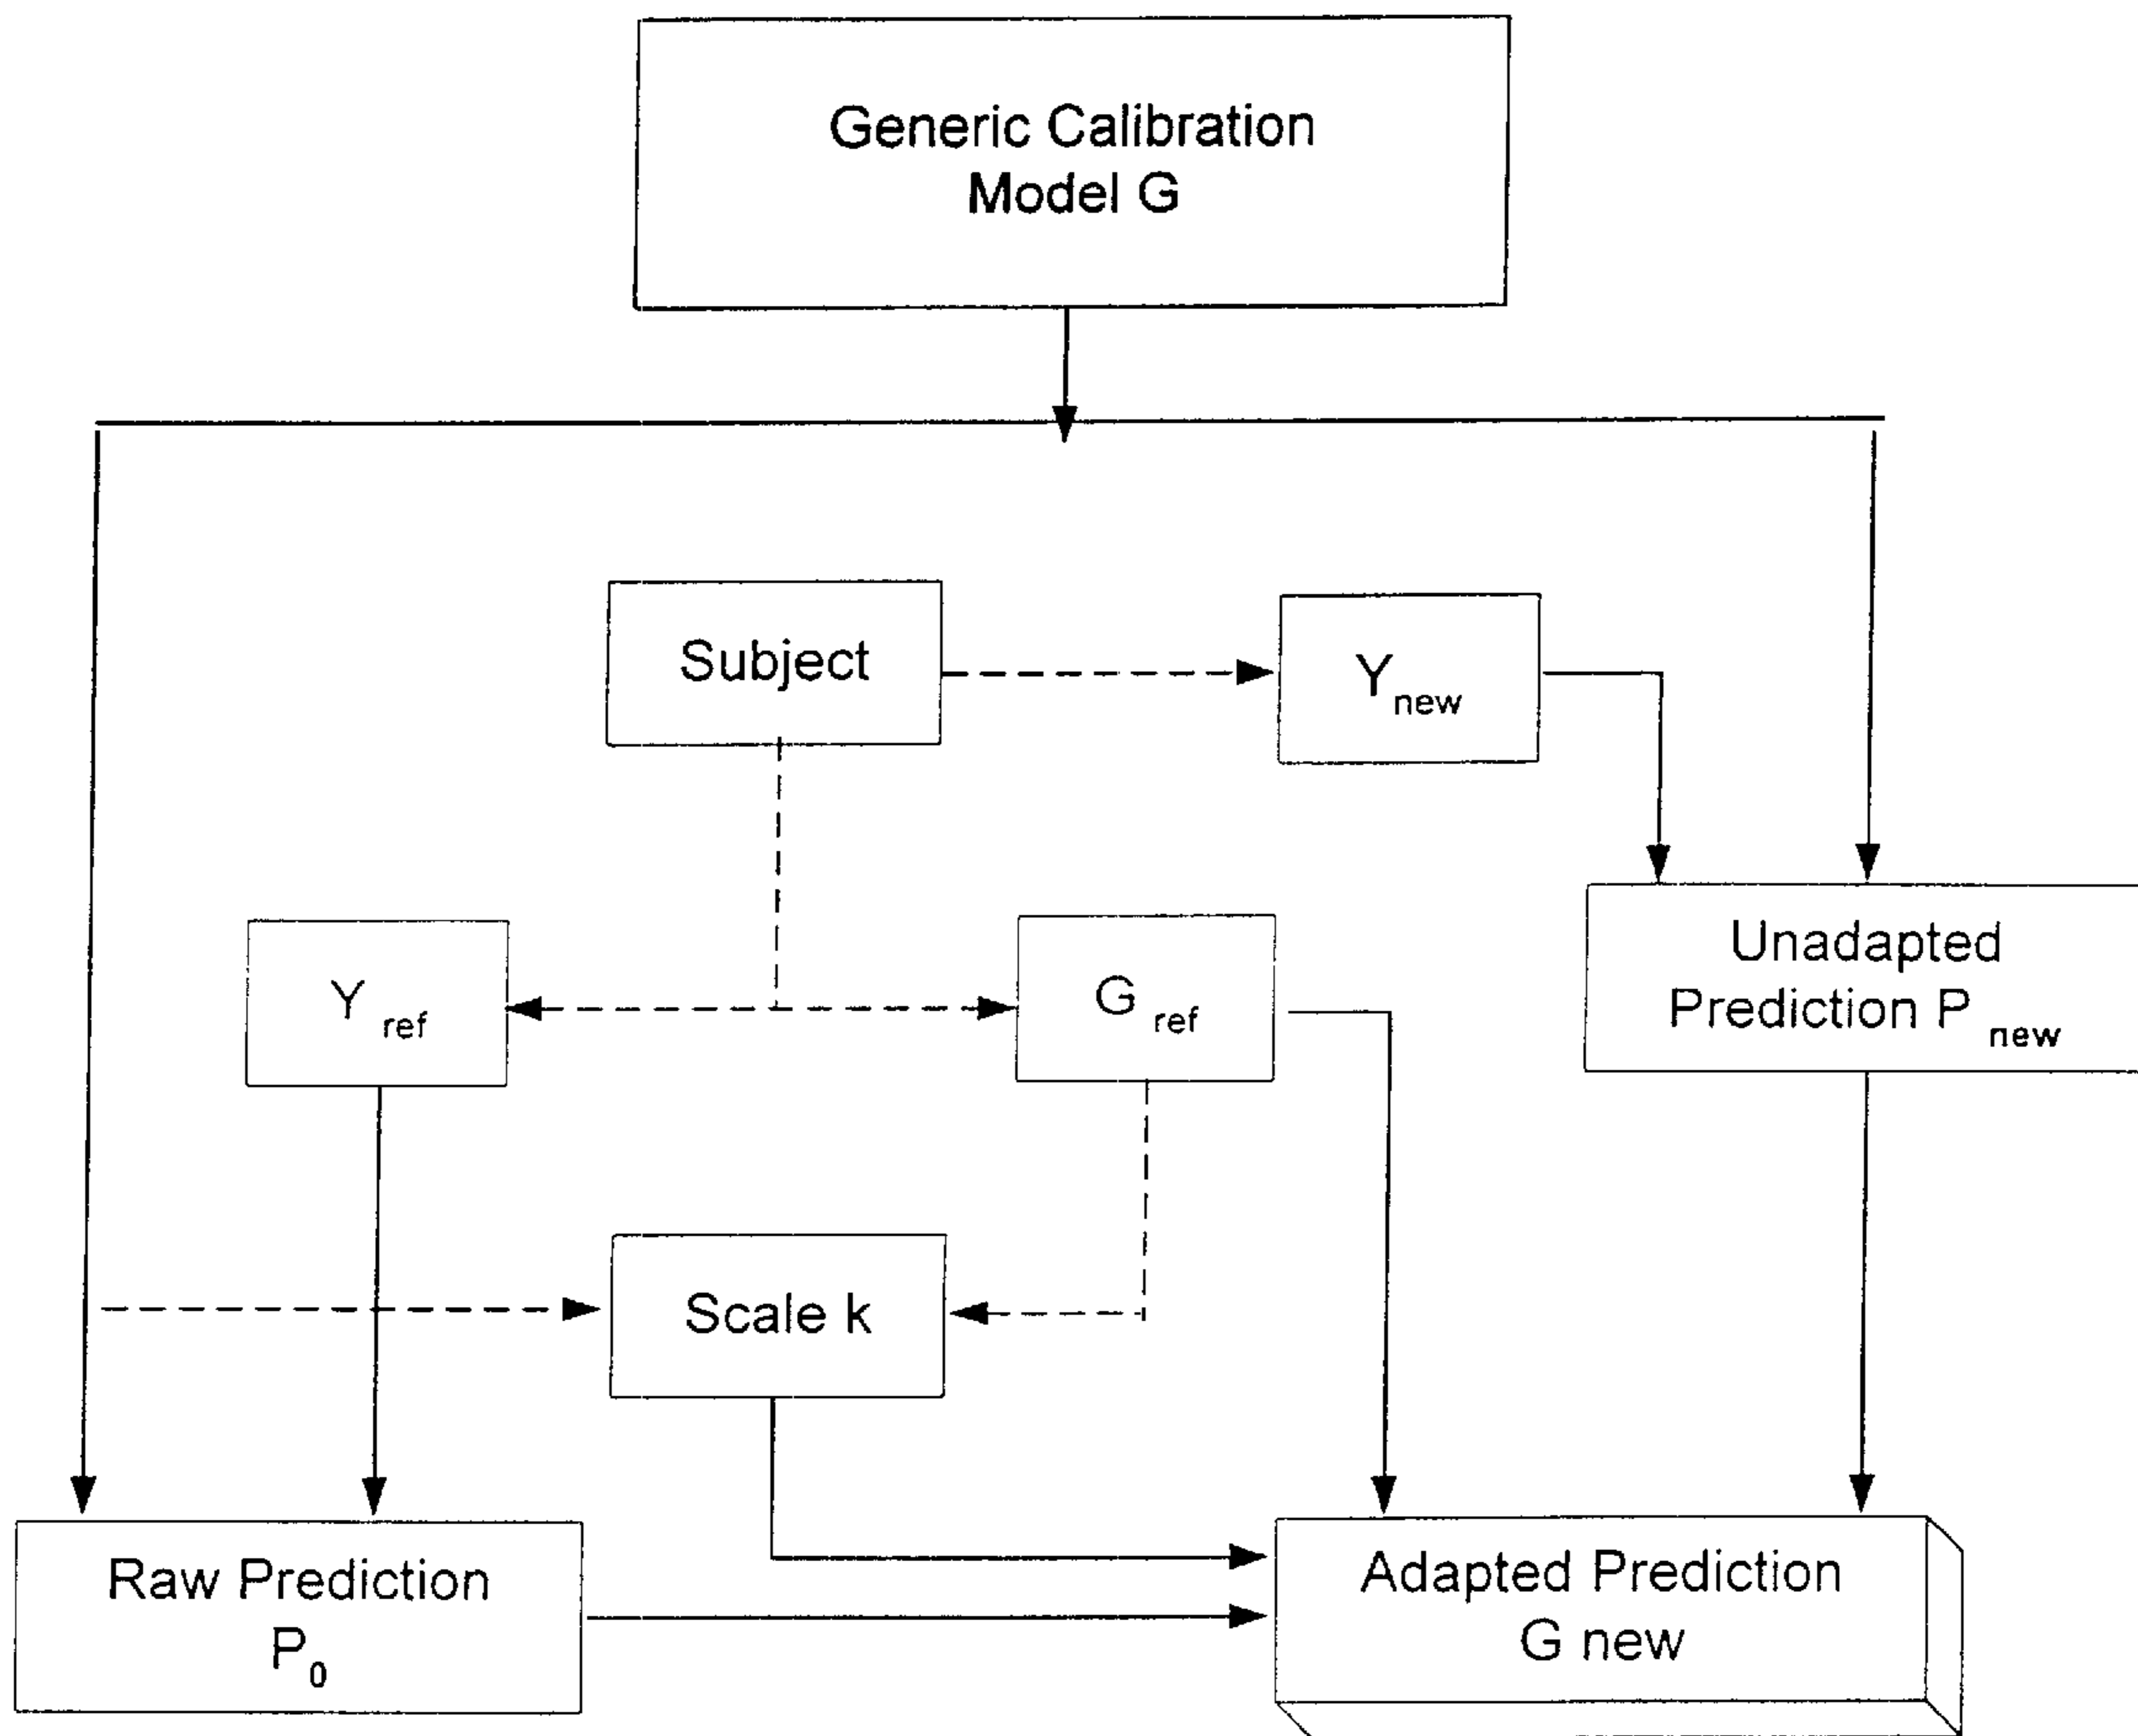 Generic Calibration
Model G
Subject
Y new
Y ref
G ref
Unadapted
Prediction P new
Scale k
Raw Prediction
P0
Adapted Prediction
G new